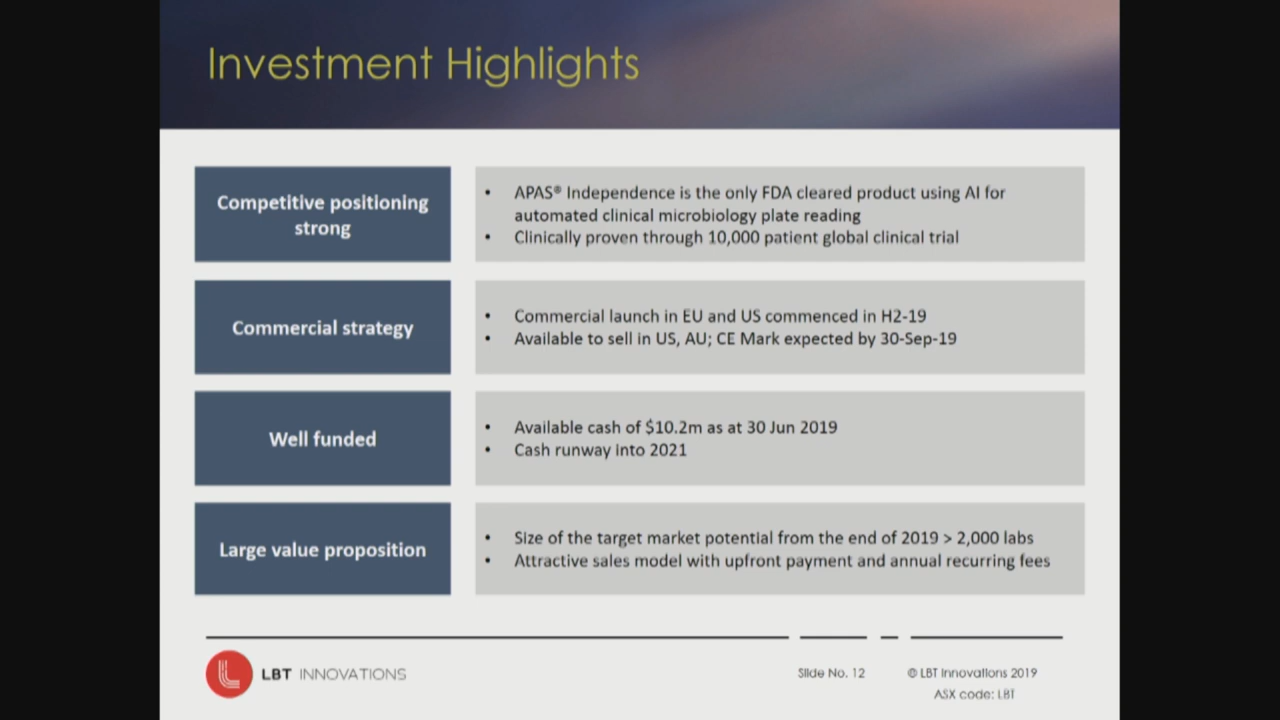 Investment Highlights
Competitive positioning
strong
• APAS® Independence is the only FDA cleared product using AI for
automated clinical microbiology plate reading
• Clinically proven through 10,000 patient global clinical trial
Commercial strategy
• Commercial launch in EU and US commenced in H2-19
• Available to sell in US, AU; CE Mark expected by 30-Sep-19
Well funded
• Available cash of $10.2m as at 30 Jun 2019
• Cash runway into 2021
Large value proposition
• Size of the target market potential from the end of 2019 > 2,000 labs
• Attractive sales model with upfront payment and annual recurring fees
LBT INNOVATIONS
Slide No. 12
© LBT Innovations 2019
ASX code: LBT